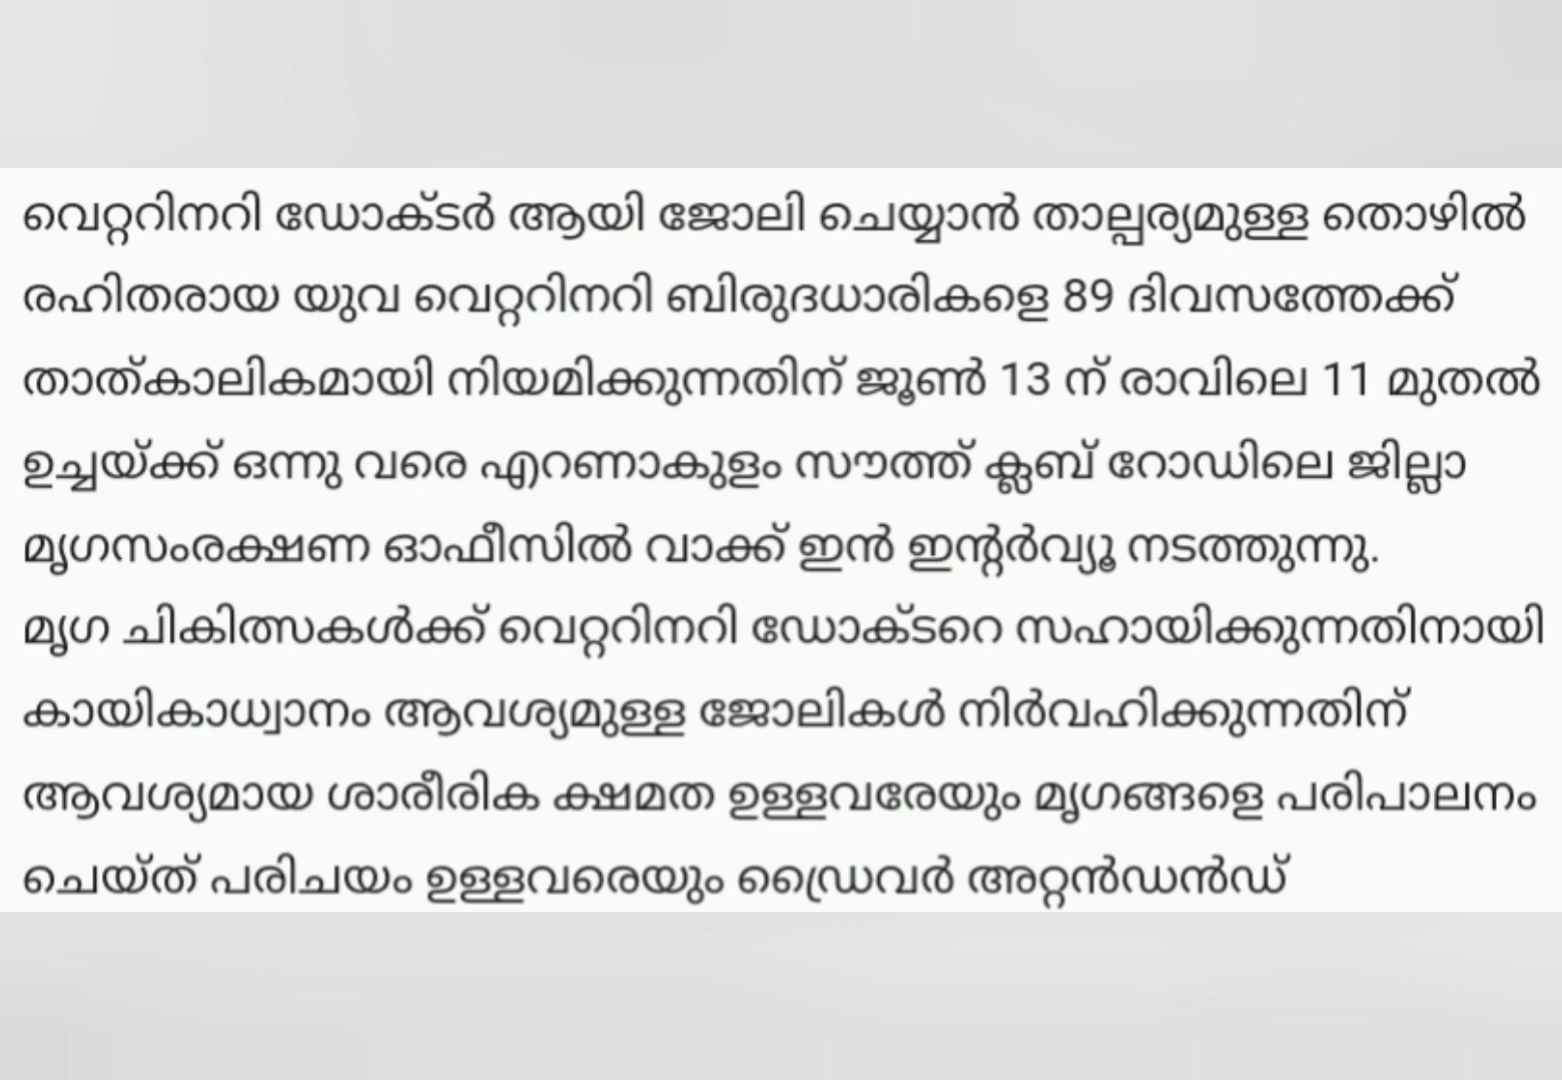 വെറ്ററിനറി ഡോക്ടർ ആയി ജോലി ചെയ്യാൻ താല്പര്യമുള്ള തൊഴിൽ
രഹിതരായ യുവ വെറ്ററിനറി ബിരുദധാരികളെ 89 ദിവസത്തേക്ക്
താത്കാലികമായി നിയമിക്കുന്നതിന് ജൂൺ 13 ന് രാവിലെ 11 മുതൽ
ഉച്ചയ്ക്ക് ഒന്നു വരെ എറണാകുളം സൗത്ത് ക്ലബ് റോഡിലെ ജില്ലാ
മൃഗസംരക്ഷണ ഓഫീസിൽ വാക്ക് ഇൻ ഇന്റർവ്യൂ നടത്തുന്നു.
മൃഗ ചികിത്സകൾക്ക് വെറ്ററിനറി ഡോക്ടറെ സഹായിക്കുന്നതിനായി
കായികാധ്വാനം ആവശ്യമുള്ള ജോലികൾ നിർവഹിക്കുന്നതിന്
ആവശ്യമായ ശാരീരിക ക്ഷമത ഉള്ളവരേയും മൃഗങ്ങളെ പരിപാലനം
ചെയ്ത് പരിചയം ഉള്ളവരെയും ഡ്രൈവർ അറ്റൻഡൻഡ്